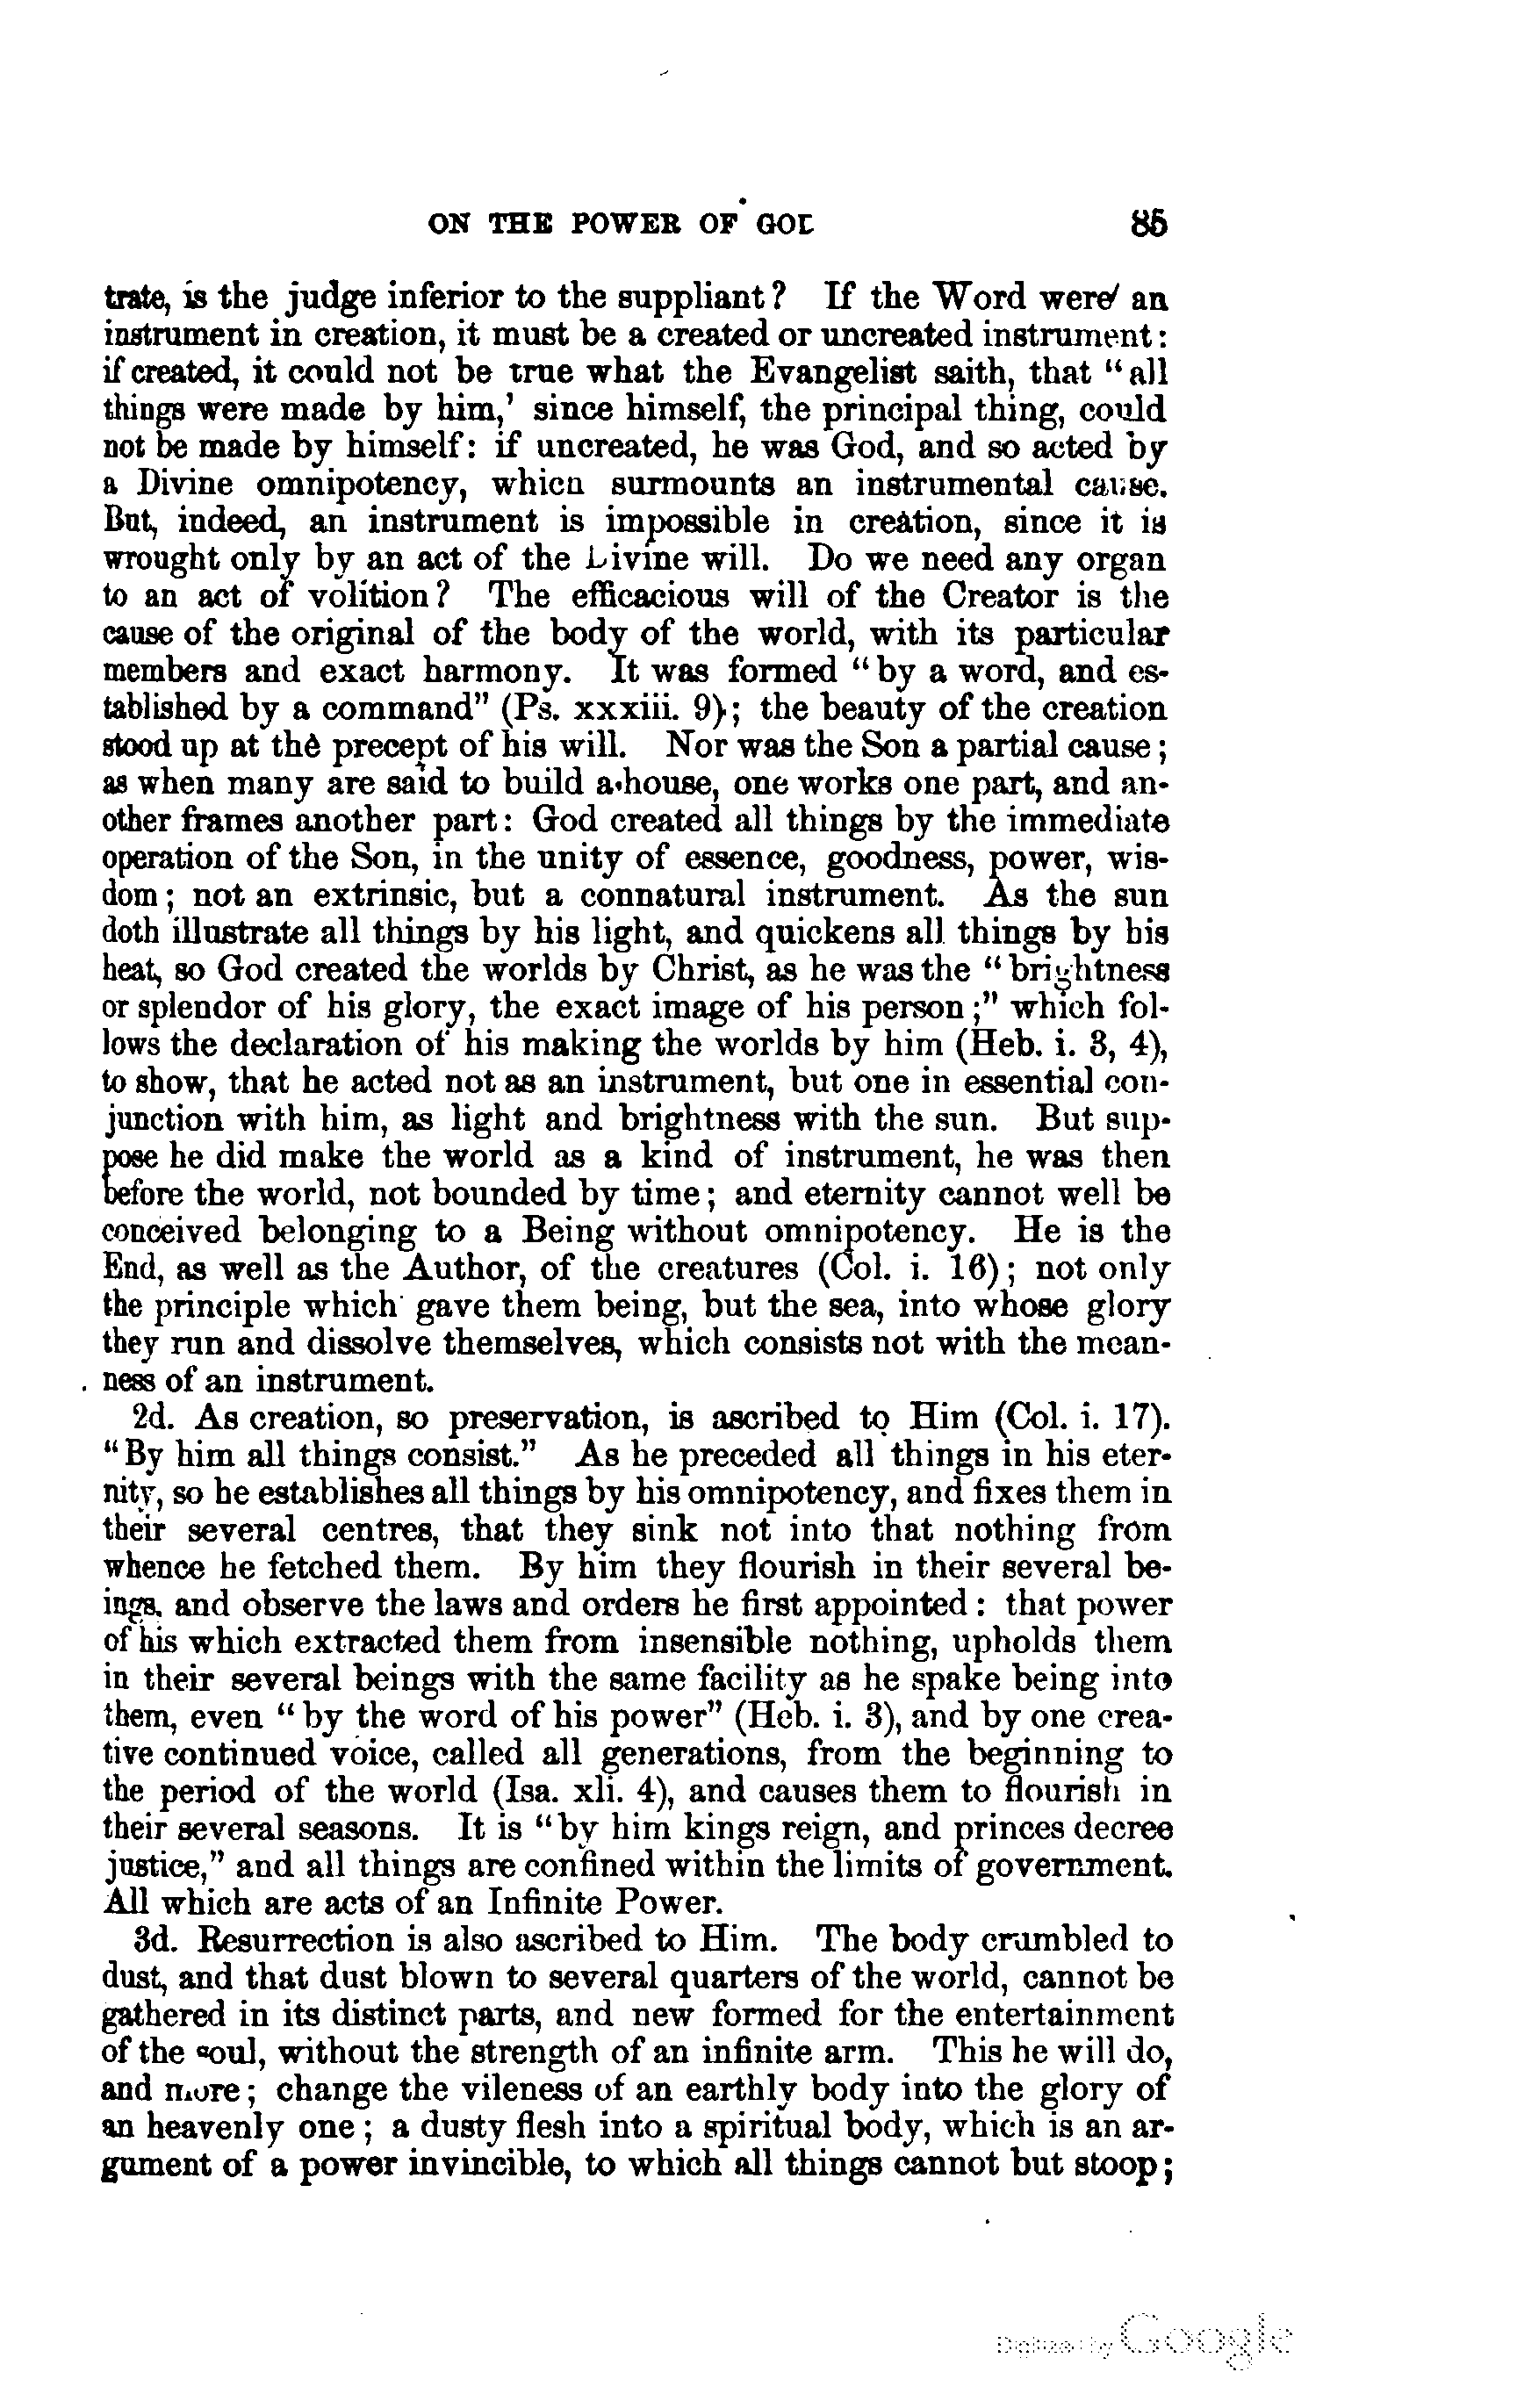 ON THE POWER OF GOD 85
trate, is the judge inferior to the suppliant? If the Word were an
instrument in creation, it must be a created or uncreated instrument:
if created, it could not be true what the Evangelist saith, that "all
things were made by him,' since himself, the principal thing, could
not be made by himself: if uncreated, he was God, and so acted by
a Divine omnipotency, which surmounts an instrumental cause.
But, indeed, an instrument is impossible in creation, since it is
wrought only by an act of the Divine will. Do we need any organ
to an act of volition? The efficacious will of the Creator is the
cause of the original of the body of the world, with its particular
members and exact harmony. It was formed "by a word, and es-
tablished by a command" (Ps. xxxiii. 9); the beauty of the creation
stood up at the precept of his will. Nor was the Son a partial cause;
as when many are said to build a house, one works one part, and an-
other frames another part: God created all things by the immediate
operation of the Son, in the unity of essence, goodness, power, wis-
dom; not an extrinsic, but a connatural instrument. As the sun
doth illustrate all things by his light, and quickens all things by his
heat, so God created the worlds by Christ, as he was the "brightness
or splendor of his glory, the exact image of his person;" which fol-
lows the declaration of his making the worlds by him (Heb. i. 3, 4),
to show, that he acted not as an instrument, but one in essential con-
junction with him, as light and brightness with the sun. But sup-
pose he did make the world as a kind of instrument, he was then
before the world, not bounded by time; and eternity cannot well be
conceived belonging to a Being without omnipotency. He is the
End, as well as the Author, of the creatures (Col. i. 16); not only
the principle which gave them being, but the sea, into whose glory
they run and dissolve themselves, which consists not with the mean-
ness of an instrument.
2d. As creation, so preservation, is ascribed to Him (Col. i. 17).
"By him all things consist." As he preceded all things in his eter-
nity, so he establishes all things by his omnipotency, and fixes them in
their several centres, that they sink not into that nothing from
whence he fetched them. By him they flourish in their several be-
ings, and observe the laws and orders he first appointed: that power
of his which extracted them from insensible nothing, upholds them
in their several beings with the same facility as he spake being into
them, even "by the word of his power" (Heb. i. 3), and by one crea-
tive continued voice, called all generations, from the beginning to
the period of the world (Isa. xli. 4), and causes them to flourish in
their several seasons. It is "by him kings reign, and princes decree
justice," and all things are confined within the limits of government.
All which are acts of an Infinite Power.
3d. Resurrection is also ascribed to Him. The body crumbled to
dust, and that dust blown to several quarters of the world, cannot be
gathered in its distinct parts, and new formed for the entertainment
of the soul, without the strength of an infinite arm. This he will do,
and more; change the vileness of an earthly body into the glory of
an heavenly one; a dusty flesh into a spiritual body, which is an ar-
gument of a power invincible, to which all things cannot but stoop;
Digitized by Google